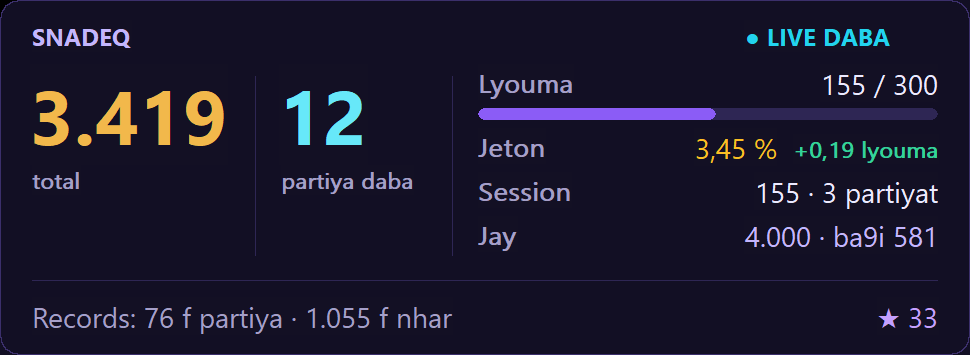 SNADEQ
● LIVE DABA
3.419
total
12
partiya daba
Lyouma 155 / 300
Jeton 3,45 % +0,19 lyouma
Session 155 · 3 partiyat
Jay 4.000 · ba9i 581
Records: 76 f partiya · 1.055 f nhar
★ 33